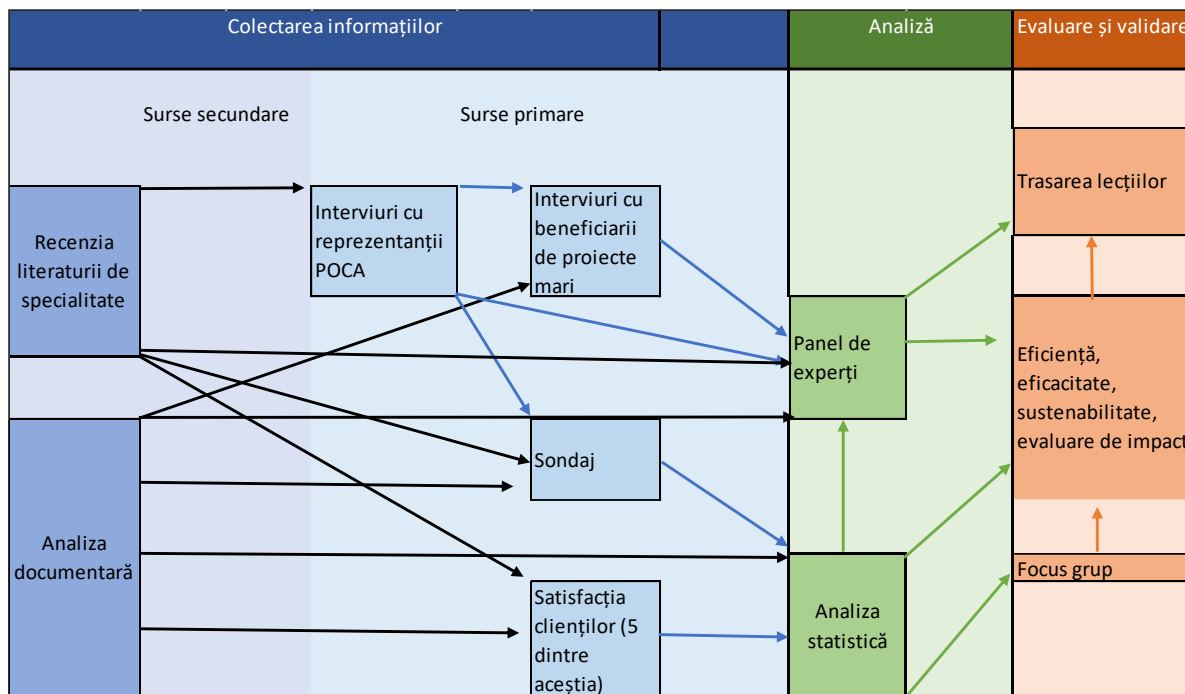 Colectarea informațiilor
Analiză
Evaluare și validare
Surse secundare
Surse primare
Trasarea lecțiilor
Recenzia
literaturii de
specialitate
Interviuri cu
reprezentanții
POCA
Interviuri cu
beneficiarii
de proiecte
mari
Panel de
experți
Eficiență,
eficacitate,
sustenabilitate,
evaluare de impact
Sondaj
Analiza
documentară
Focus grup
Satisfacția
clienților (5
dintre
aceștia)
Analiza
statistică